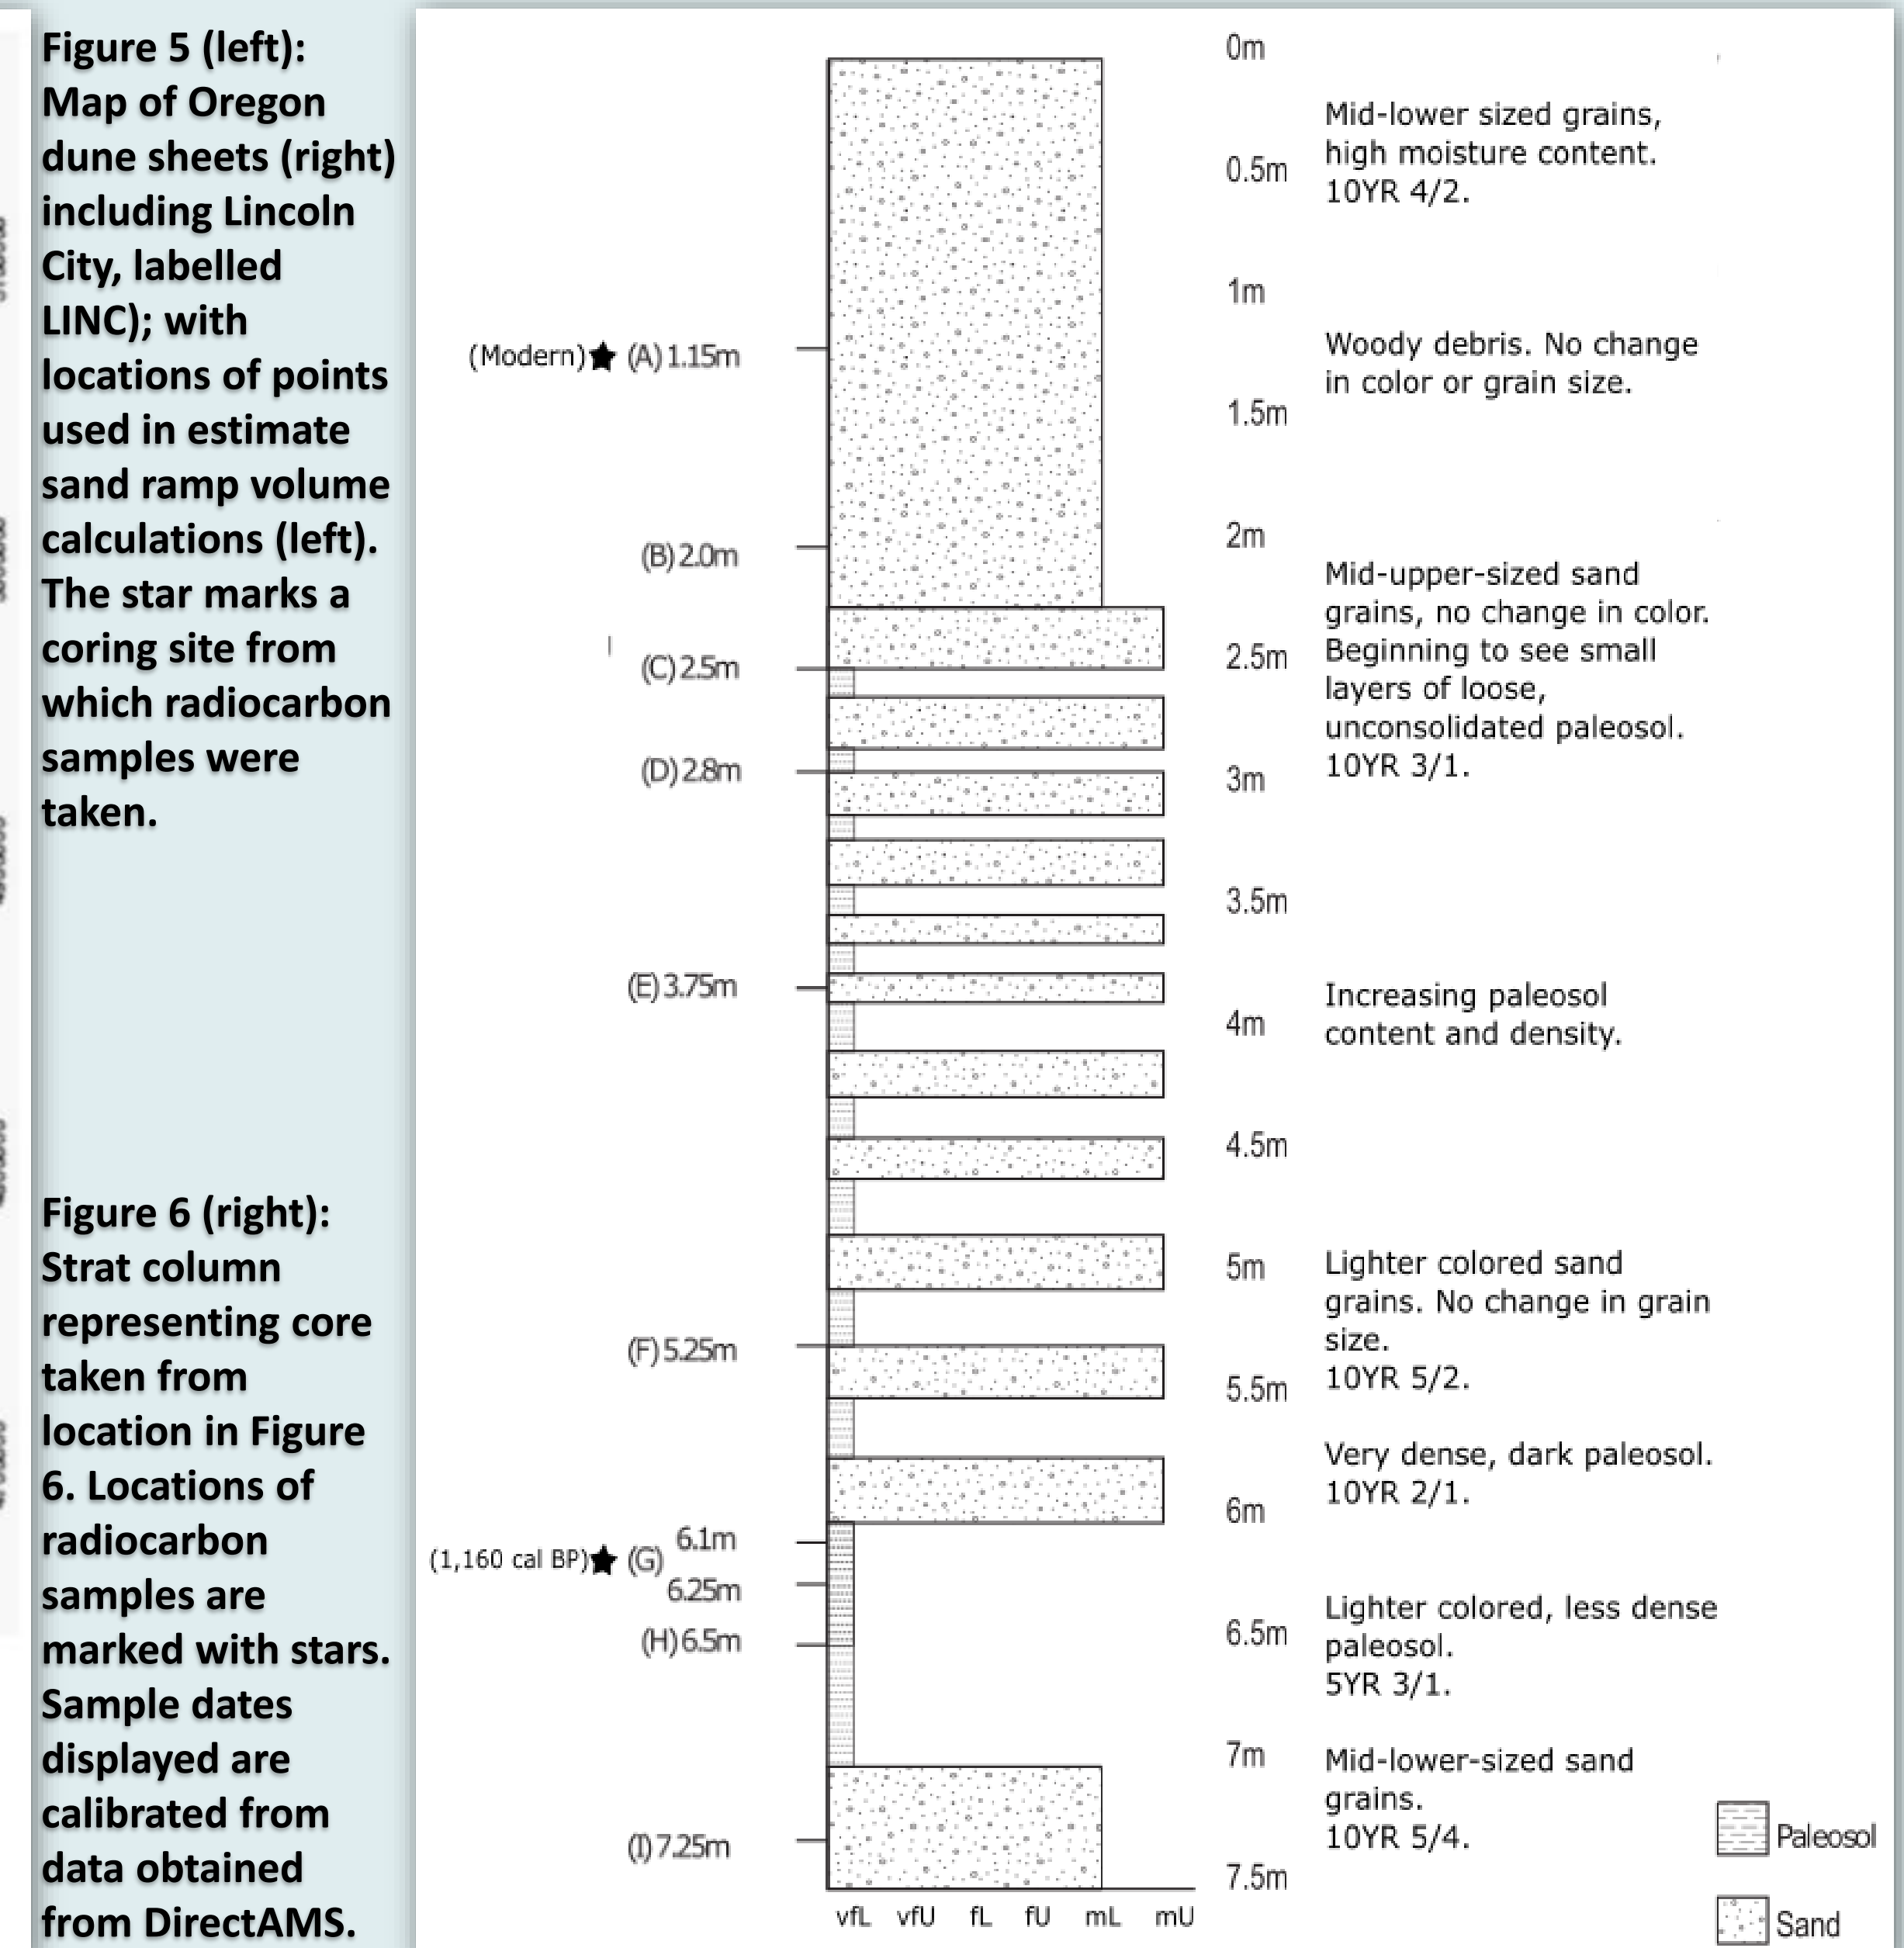 Figure 5 (left):
Map of Oregon
dune sheets (right)
including Lincoln
City, labelled
LINC); with
locations of points
used in estimate
sand ramp volume
calculations (left).
The star marks a
coring site from
which radiocarbon
samples were
taken.
Figure 6 (right):
Strat column
representing core
taken from
location in Figure
6. Locations of
radiocarbon
samples are
marked with stars.
Sample dates
displayed are
calibrated from
data obtained
from DirectAMS.
(Modern) ★ (A) 1.15m
(B) 2.0m
(C) 2.5m
(D) 2.8m
(E) 3.75m
(F) 5.25m
6.1m
(1,160 cal BP) ★ (G)
6.25m
(H) 6.5m
(I) 7.25m
vfL vfU fL fU mL mU
0m
0.5m
1m
1.5m
2m
2.5m
3m
3.5m
4m
4.5m
5m
5.5m
6m
6.5m
7m
7.5m
Mid-lower sized grains,
high moisture content.
10YR 4/2.
Woody debris. No change
in color or grain size.
Mid-upper-sized sand
grains, no change in color.
Beginning to see small
layers of loose,
unconsolidated paleosol.
10YR 3/1.
Increasing paleosol
content and density.
Lighter colored sand
grains. No change in grain
size.
10YR 5/2.
Very dense, dark paleosol.
10YR 2/1.
Lighter colored, less dense
paleosol.
5YR 3/1.
Mid-lower-sized sand
grains.
10YR 5/4.
Paleosol
Sand